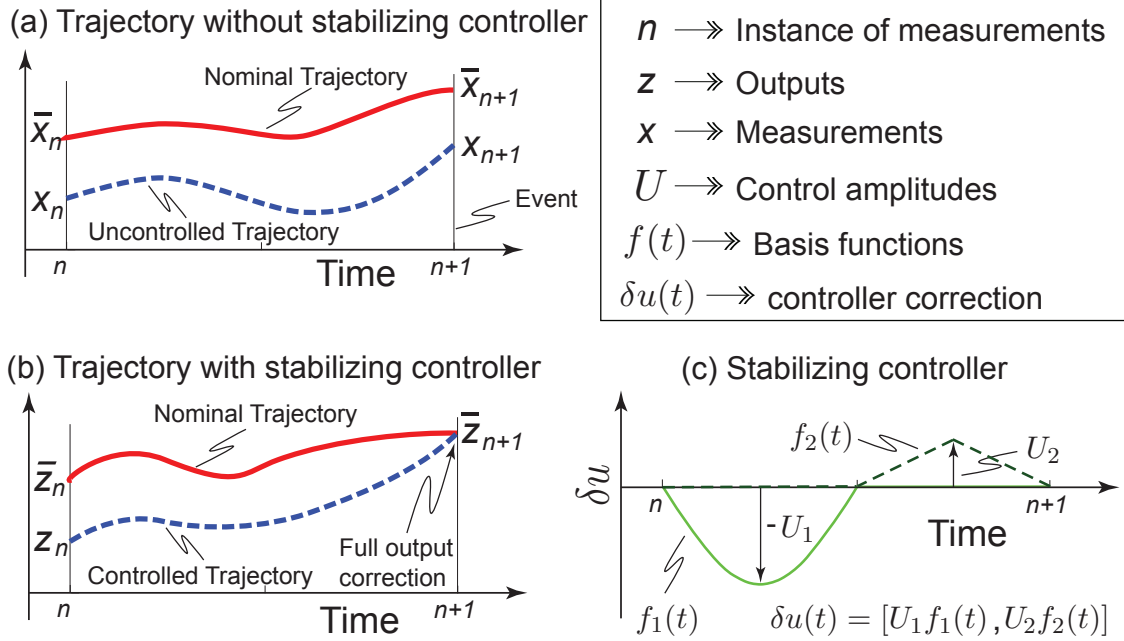 (a) Trajectory without stabilizing controller
Nominal Trajectory
x̄n
x̄n+1
xn
xn+1
Uncontrolled Trajectory
Event
n
Time
n+1
n Instance of measurements
z Outputs
x Measurements
U Control amplitudes
f(t) Basis functions
δu(t) controller correction
(b) Trajectory with stabilizing controller
Nominal Trajectory
z̄n
z̄n+1
zn
Controlled Trajectory
Full output
correction
n
Time
n+1
(c) Stabilizing controller
δu
f2(t)
U2
n
n+1
-U1
Time
f1(t)
δu(t) = [U1f1(t) ,U2f2(t)]